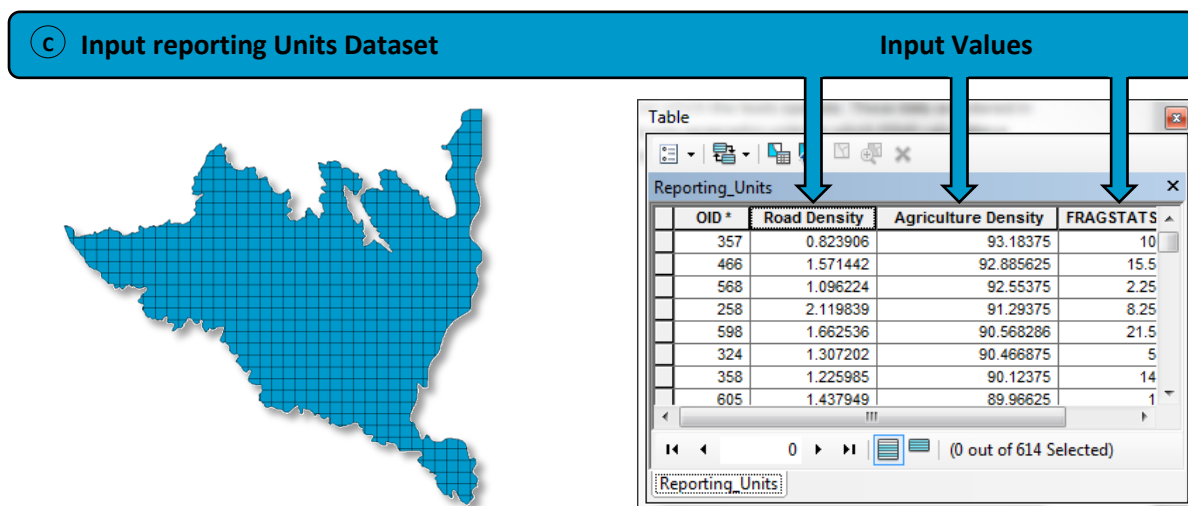 c Input reporting Units Dataset Input Values
Table
Reporting_Un
OID * Road Density Agriculture Density FRAGSTATS
357 0.823906 93.18375 10
466 1.571442 92.885625 15.5
568 1.096224 92.55375 2.25
258 2.119839 91.29375 8.25
598 1.662536 90.568286 21.5
324 1.307202 90.466875 5
358 1.225985 90.12375 14
605 1.437949 89.96625 1
0 (0 out of 614 Selected)
Reporting_Units